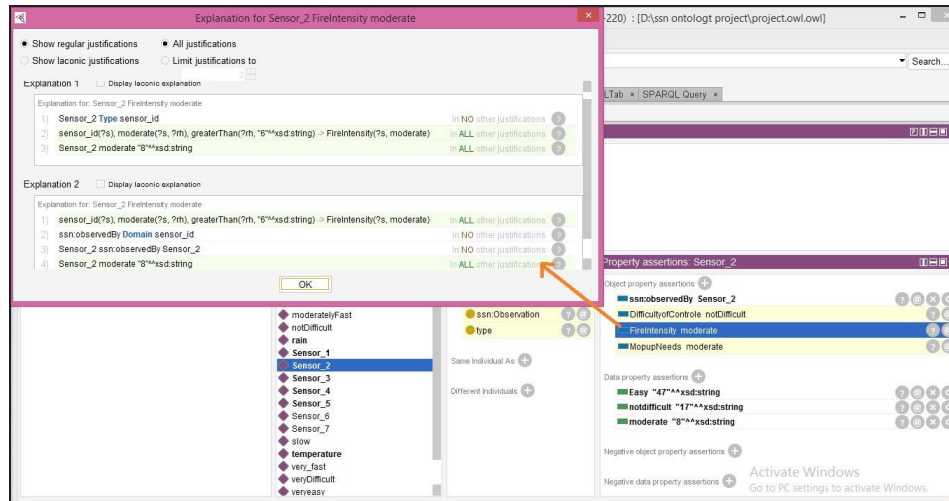 Explanation for Sensor_2 FireIntensity moderate
-220) : [D:\ssn ontologt project\project.owl.owl]
Show regular justifications All justifications
Show laconic justifications Limit justifications to
2
Search...
Explanation 1 Display laconic explanation
LTab SPARQL Query
Explanation for: Sensor_2 FireIntensity moderate
1) Sensor_2 Type sensor_id In NO other justifications
2) sensor_id(?s), moderate(?s, ?rh), greaterThan(?rh, "6"^^xsd:string) -> FireIntensity(?s, moderate) In ALL other justifications
3) Sensor_2 moderate "8"^^xsd:string In ALL other justifications
Explanation 2 Display laconic explanation
Explanation for: Sensor_2 FireIntensity moderate
1) sensor_id(?s), moderate(?s, ?rh), greaterThan(?rh, "6"^^xsd:string) -> FireIntensity(?s, moderate) In ALL other justifications
2) ssn:observedBy Domain sensor_id In NO other justifications
3) Sensor_2 ssn:observedBy Sensor_2 In NO other justifications
4) Sensor_2 moderate "8"^^xsd:string In ALL other justifications
OK
moderatelyFast
notDifficult
rain
Sensor_1
Sensor_2
Sensor_3
Sensor_4
Sensor_5
Sensor_6
Sensor_7
slow
temperature
very_fast
veryDifficult
veryeasy
ssn:Observation
type
Same Individual As
Different Individuals
Property assertions: Sensor_2
Object property assertions
ssn:observedBy Sensor_2
DifficultyofControle notDifficult
FireIntensity moderate
MopupNeeds moderate
Data property assertions
Easy "47"^^xsd:string
notdifficult "17"^^xsd:string
moderate "8"^^xsd:string
Negative object property assertions
Negative data property assertions
Activate Windows
Go to PC settings to activate Windows.